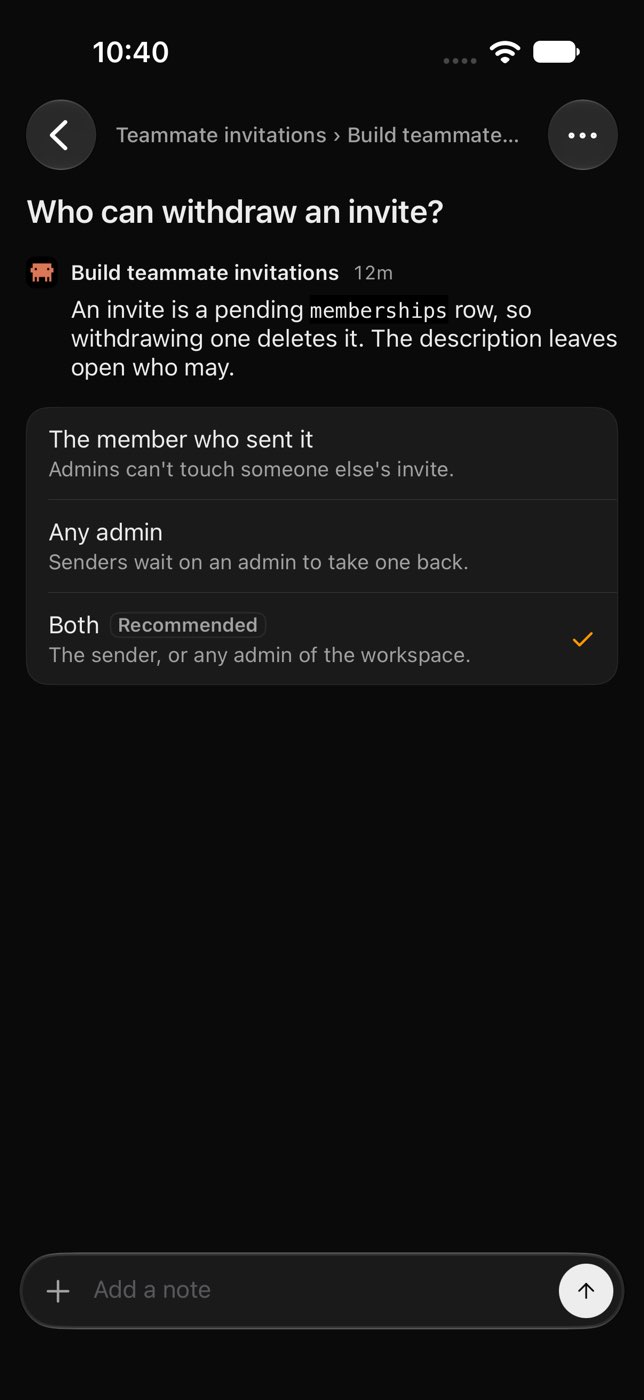 10:40
Teammate invitations › Build teammate...
Who can withdraw an invite?
Build teammate invitations 12m
An invite is a pending memberships row, so
withdrawing one deletes it. The description leaves
open who may.
The member who sent it
Admins can't touch someone else's invite.
Any admin
Senders wait on an admin to take one back.
Both Recommended
The sender, or any admin of the workspace.
Add a note